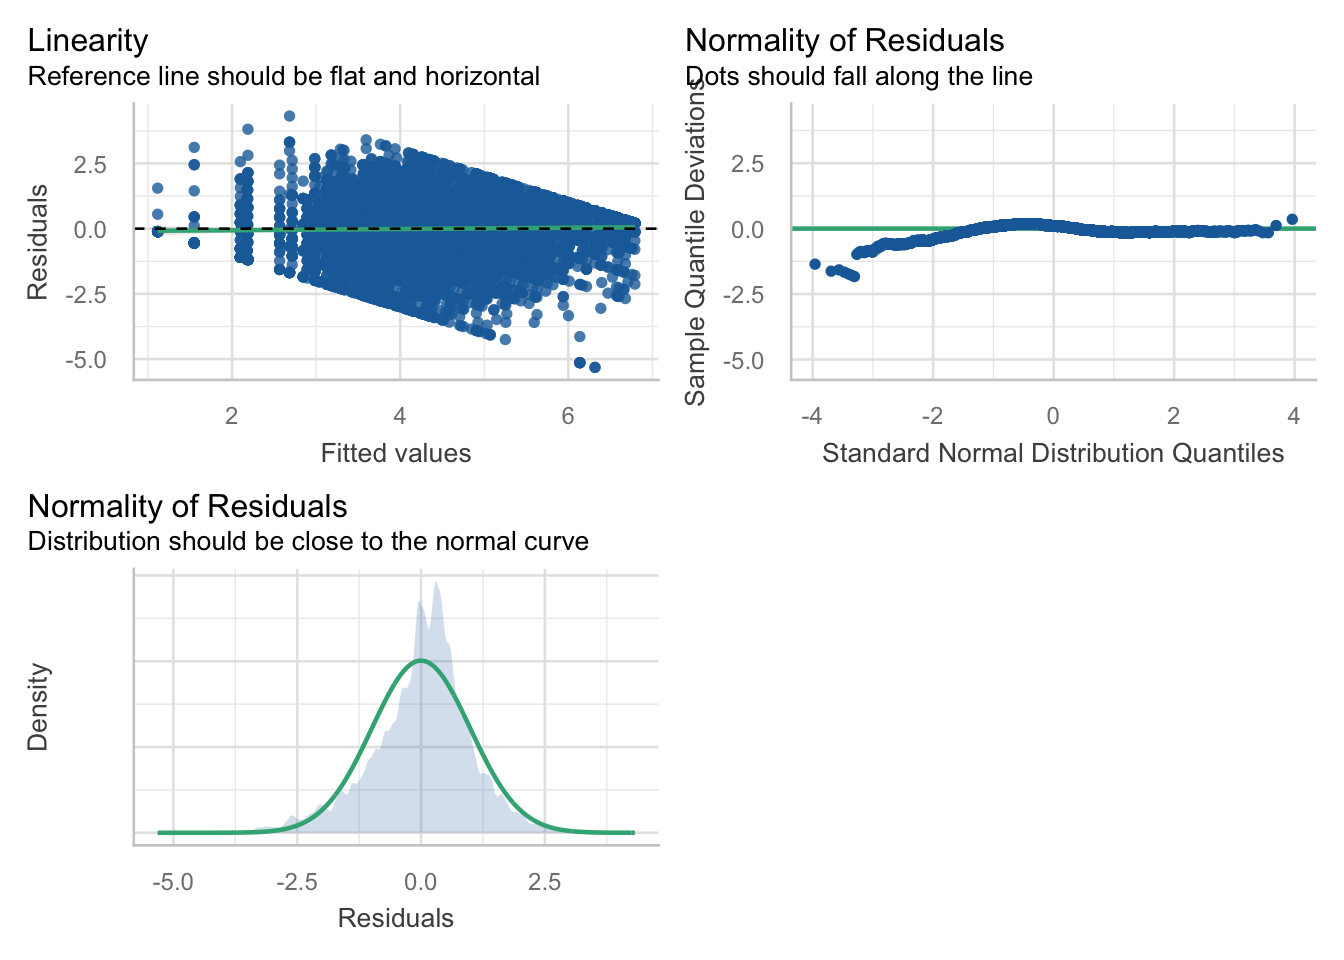 Linearity
Reference line should be flat and horizontal
Residuals
2.5
0.0
-2.5
-5.0
2
4
6
Fitted values
Normality of Residuals
Dots should fall along the line
Sample Quantile Deviations
2.5
0.0
-2.5
-5.0
-4
-2
0
2
4
Standard Normal Distribution Quantiles
Normality of Residuals
Distribution should be close to the normal curve
Density
-5.0
-2.5
0.0
2.5
Residuals